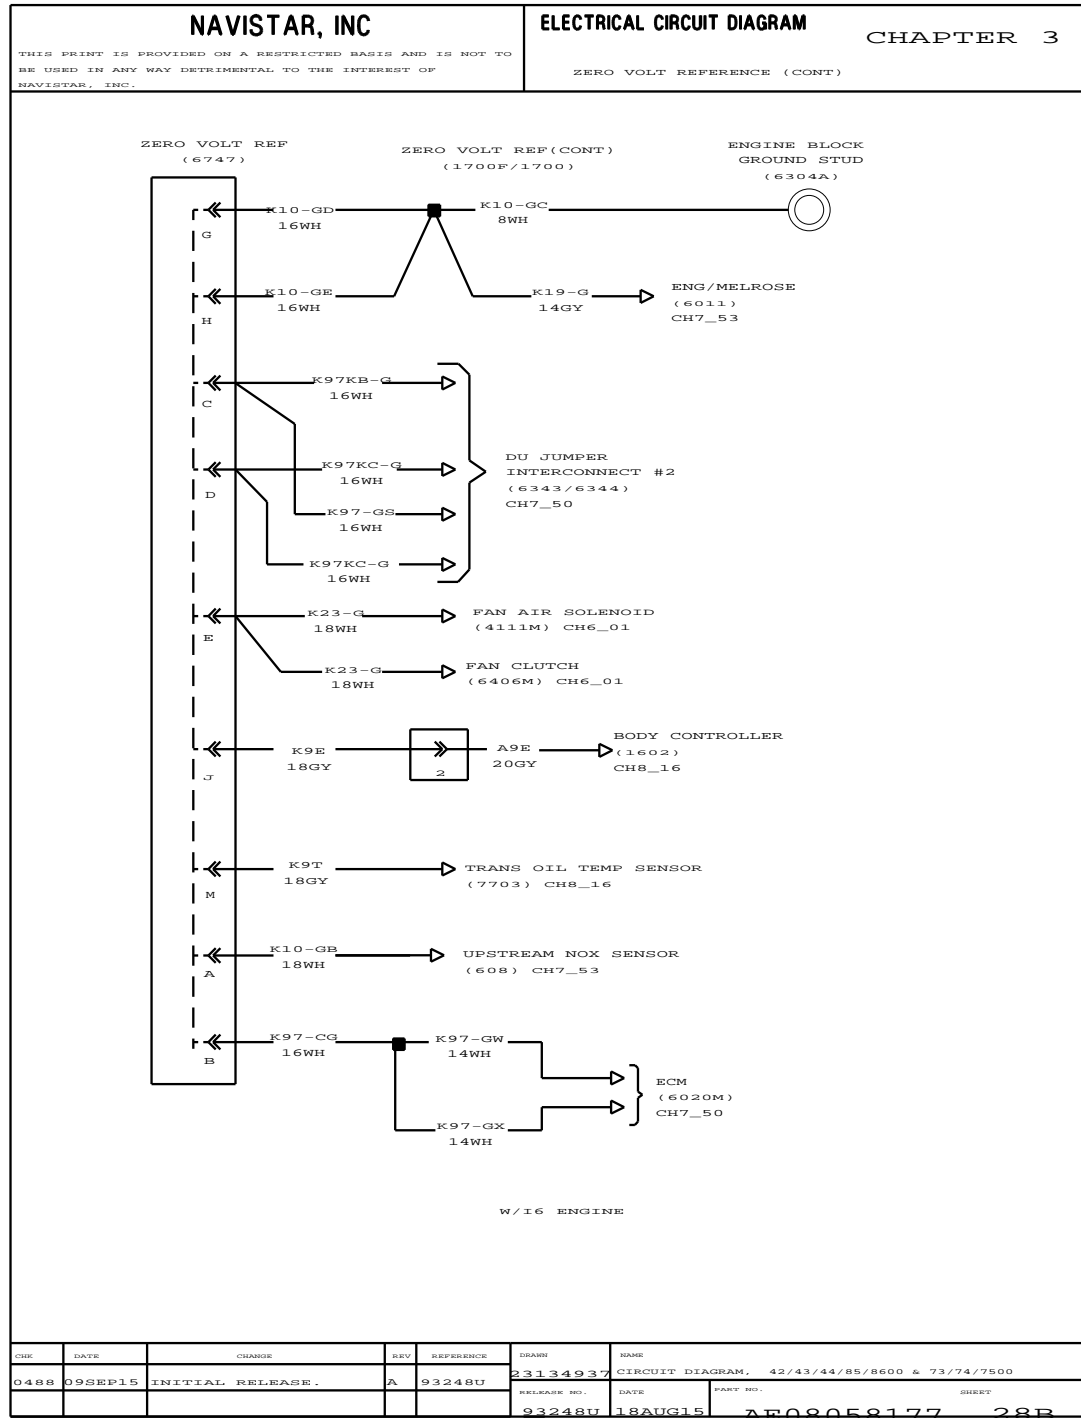 NAVISTAR, INC
THIS PRINT IS PROVIDED ON A RESTRICTED BASIS AND IS NOT TO
BE USED IN ANY WAY DETRIMENTAL TO THE INTEREST OF
NAVISTAR, INC.
ELECTRICAL CIRCUIT DIAGRAM
CHAPTER 3
ZERO VOLT REFERENCE (CONT)
ZERO VOLT REF
(6747)
ZERO VOLT REF(CONT)
(1700F/1700)
ENGINE BLOCK
GROUND STUD
(6304A)
K10-GD
16WH
G
K10-GC
8WH
K10-GE
16WH
H
K19-G
14GY
ENG/MELROSE
(6011)
CH7_53
K97KB-G
16WH
C
K97KC-G
16WH
D
K97-GS
16WH
K97KC-G
16WH
DU JUMPER
INTERCONNECT #2
(6343/6344)
CH7_50
K23-G
18WH
E
FAN AIR SOLENOID
(4111M) CH6_01
K23-G
18WH
FAN CLUTCH
(6406M) CH6_01
K9E
18GY
J
2
A9E
20GY
BODY CONTROLLER
(1602)
CH8_16
K9T
18GY
M
TRANS OIL TEMP SENSOR
(7703) CH8_16
K10-GB
18WH
A
UPSTREAM NOX SENSOR
(608) CH7_53
K97-CG
16WH
B
K97-GW
14WH
K97-GX
14WH
ECM
(6020M)
CH7_50
W/I6 ENGINE
CHK DATE CHANGE REV REFERENCE
0488 09SEP15 INITIAL RELEASE. A 93248U
DRAWN
23134937
NAME
CIRCUIT DIAGRAM, 42/43/44/85/8600 & 73/74/7500
RELEASE NO.
93248U
DATE
18AUG15
PART NO.
AF08058177
SHEET
28B